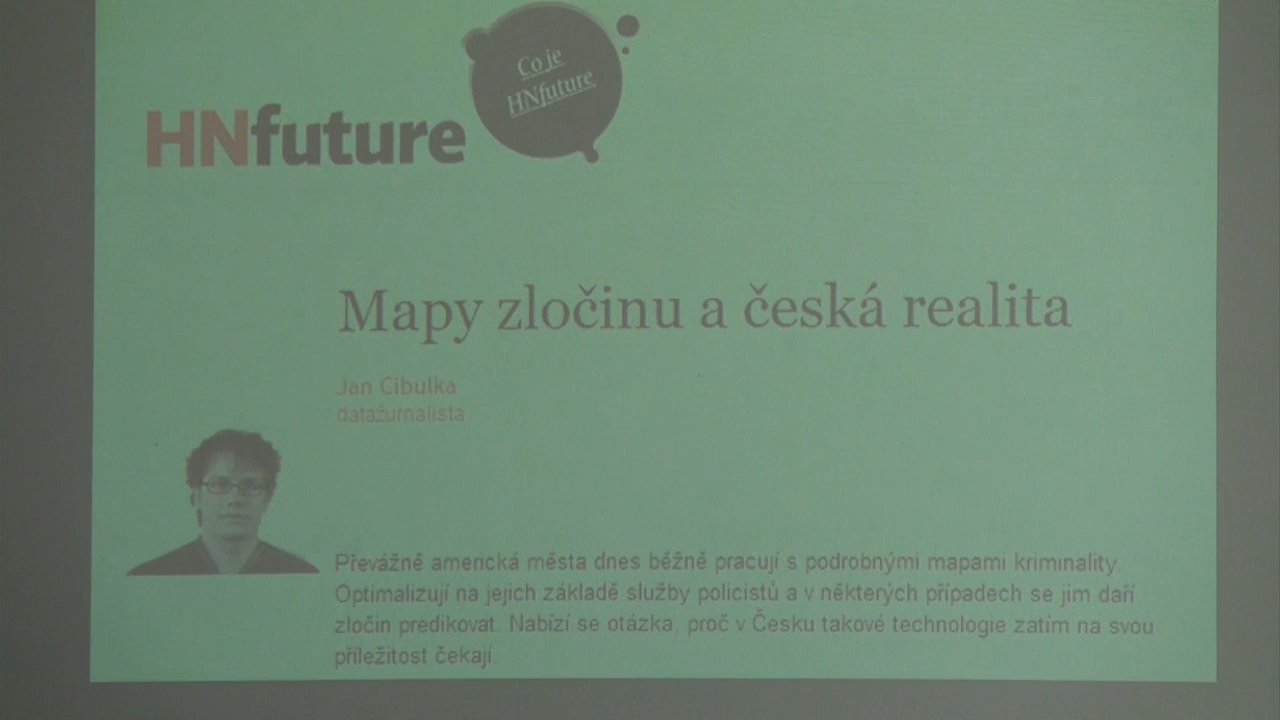 Co je
HNfuture
HNfuture
Mapy zločinu a česká realita
Jan Cibulka
datažurnalista
Převážně americká města dnes běžně pracují s podrobnými mapami kriminality.
Optimalizují na jejich základě služby policistů a v některých případech se jim daří
zločin predikovat. Nabízí se otázka, proč v Česku takové technologie zatím na svou
příležitost čekají.